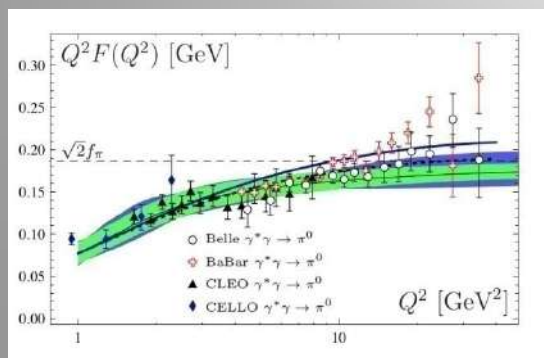 Q²F(Q²) [GeV]
0.30
0.25
0.20
√2fπ
0.15
0.10
0.05
0.00
Belle γ*γ → π⁰
BaBar γ*γ → π⁰
CLEO γ*γ → π⁰
CELLO γ*γ → π⁰
Q² [GeV²]
1
10